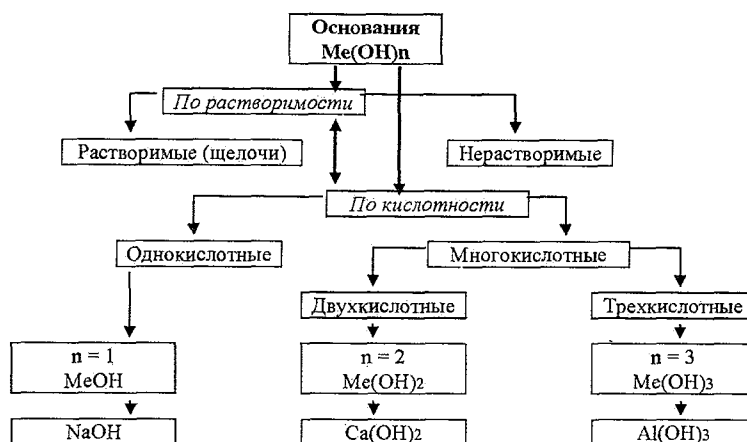 Основания
Me(OH)n
По растворимости
Растворимые (щелочи)
Нерастворимые
По кислотности
Однокислотные
Многокислотные
Двухкислотные
Трехкислотные
n = 1
MeOH
n = 2
Me(OH)2
n = 3
Me(OH)3
NaOH
Ca(OH)2
Al(OH)3